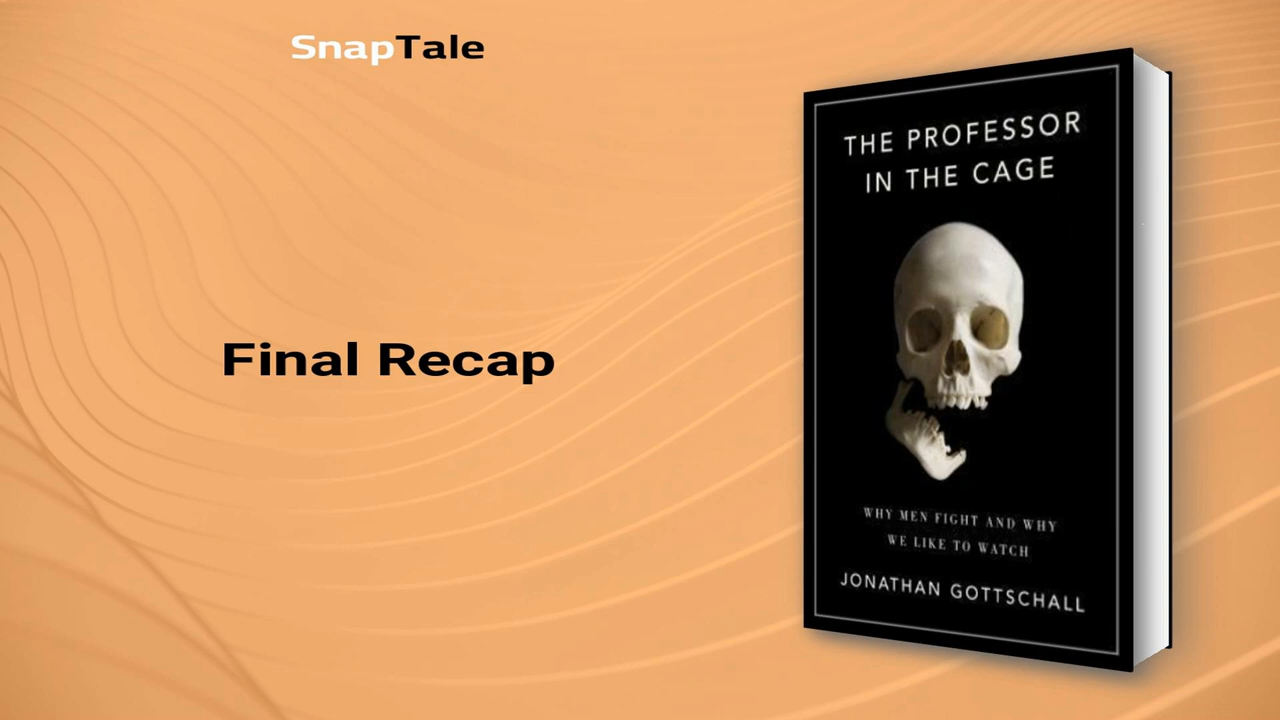 SnapTale
Final Recap
THE PROFESSOR
IN THE CAGE
WHY MEN FIGHT AND WHY
WE LIKE TO WATCH
JONATHAN GOTTSCHALL